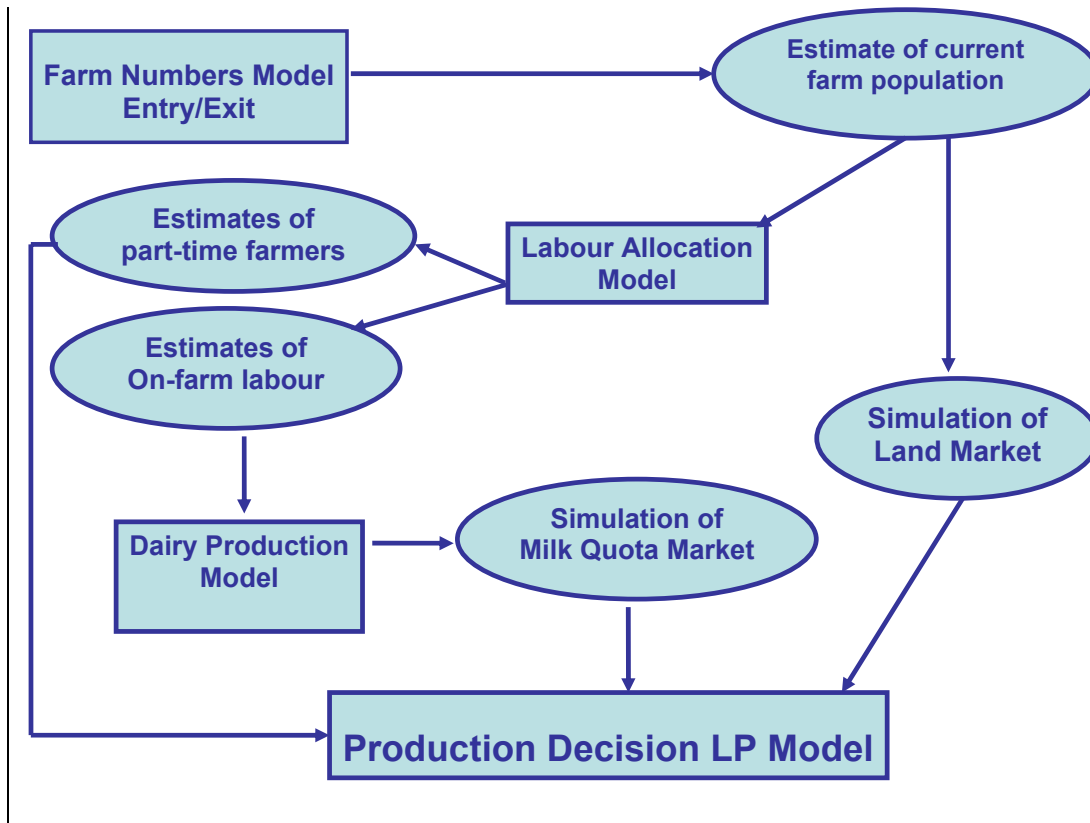 Farm Numbers Model
Entry/Exit
Estimate of current
farm population
Estimates of
part-time farmers
Labour Allocation
Model
Estimates of
On-farm labour
Simulation of
Land Market
Dairy Production
Model
Simulation of
Milk Quota Market
Production Decision LP Model